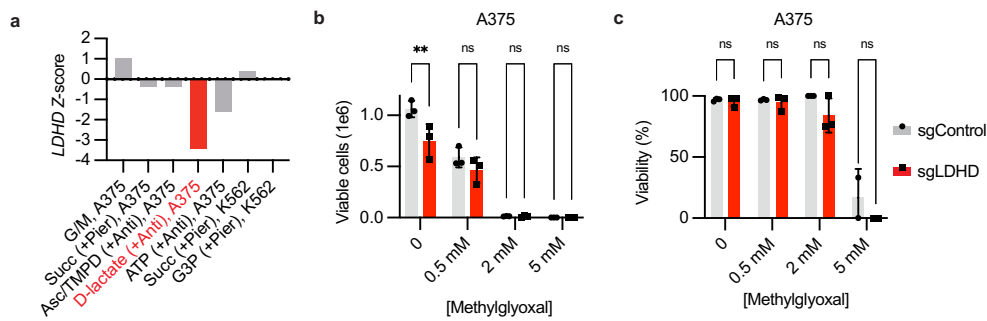 a
LDHD Z-score
2
1
0
-1
-2
-3
-4
G/M, A375
Succ (+Pier), A375
Asc/TMPD (+Anti), A375
D-lactate (+Anti), A375
ATP (+Anti), A375
Succ (+Pier), K562
G3P (+Pier), K562
b
A375
** ns ns ns
Viable cells (1e6)
1.0
0.5
0.0
0 0.5 mM 2 mM 5 mM
[Methylglyoxal]
c
A375
ns ns ns ns
Viability (%)
100
50
0
0 0.5 mM 2 mM 5 mM
[Methylglyoxal]
sgControl
sgLDHD